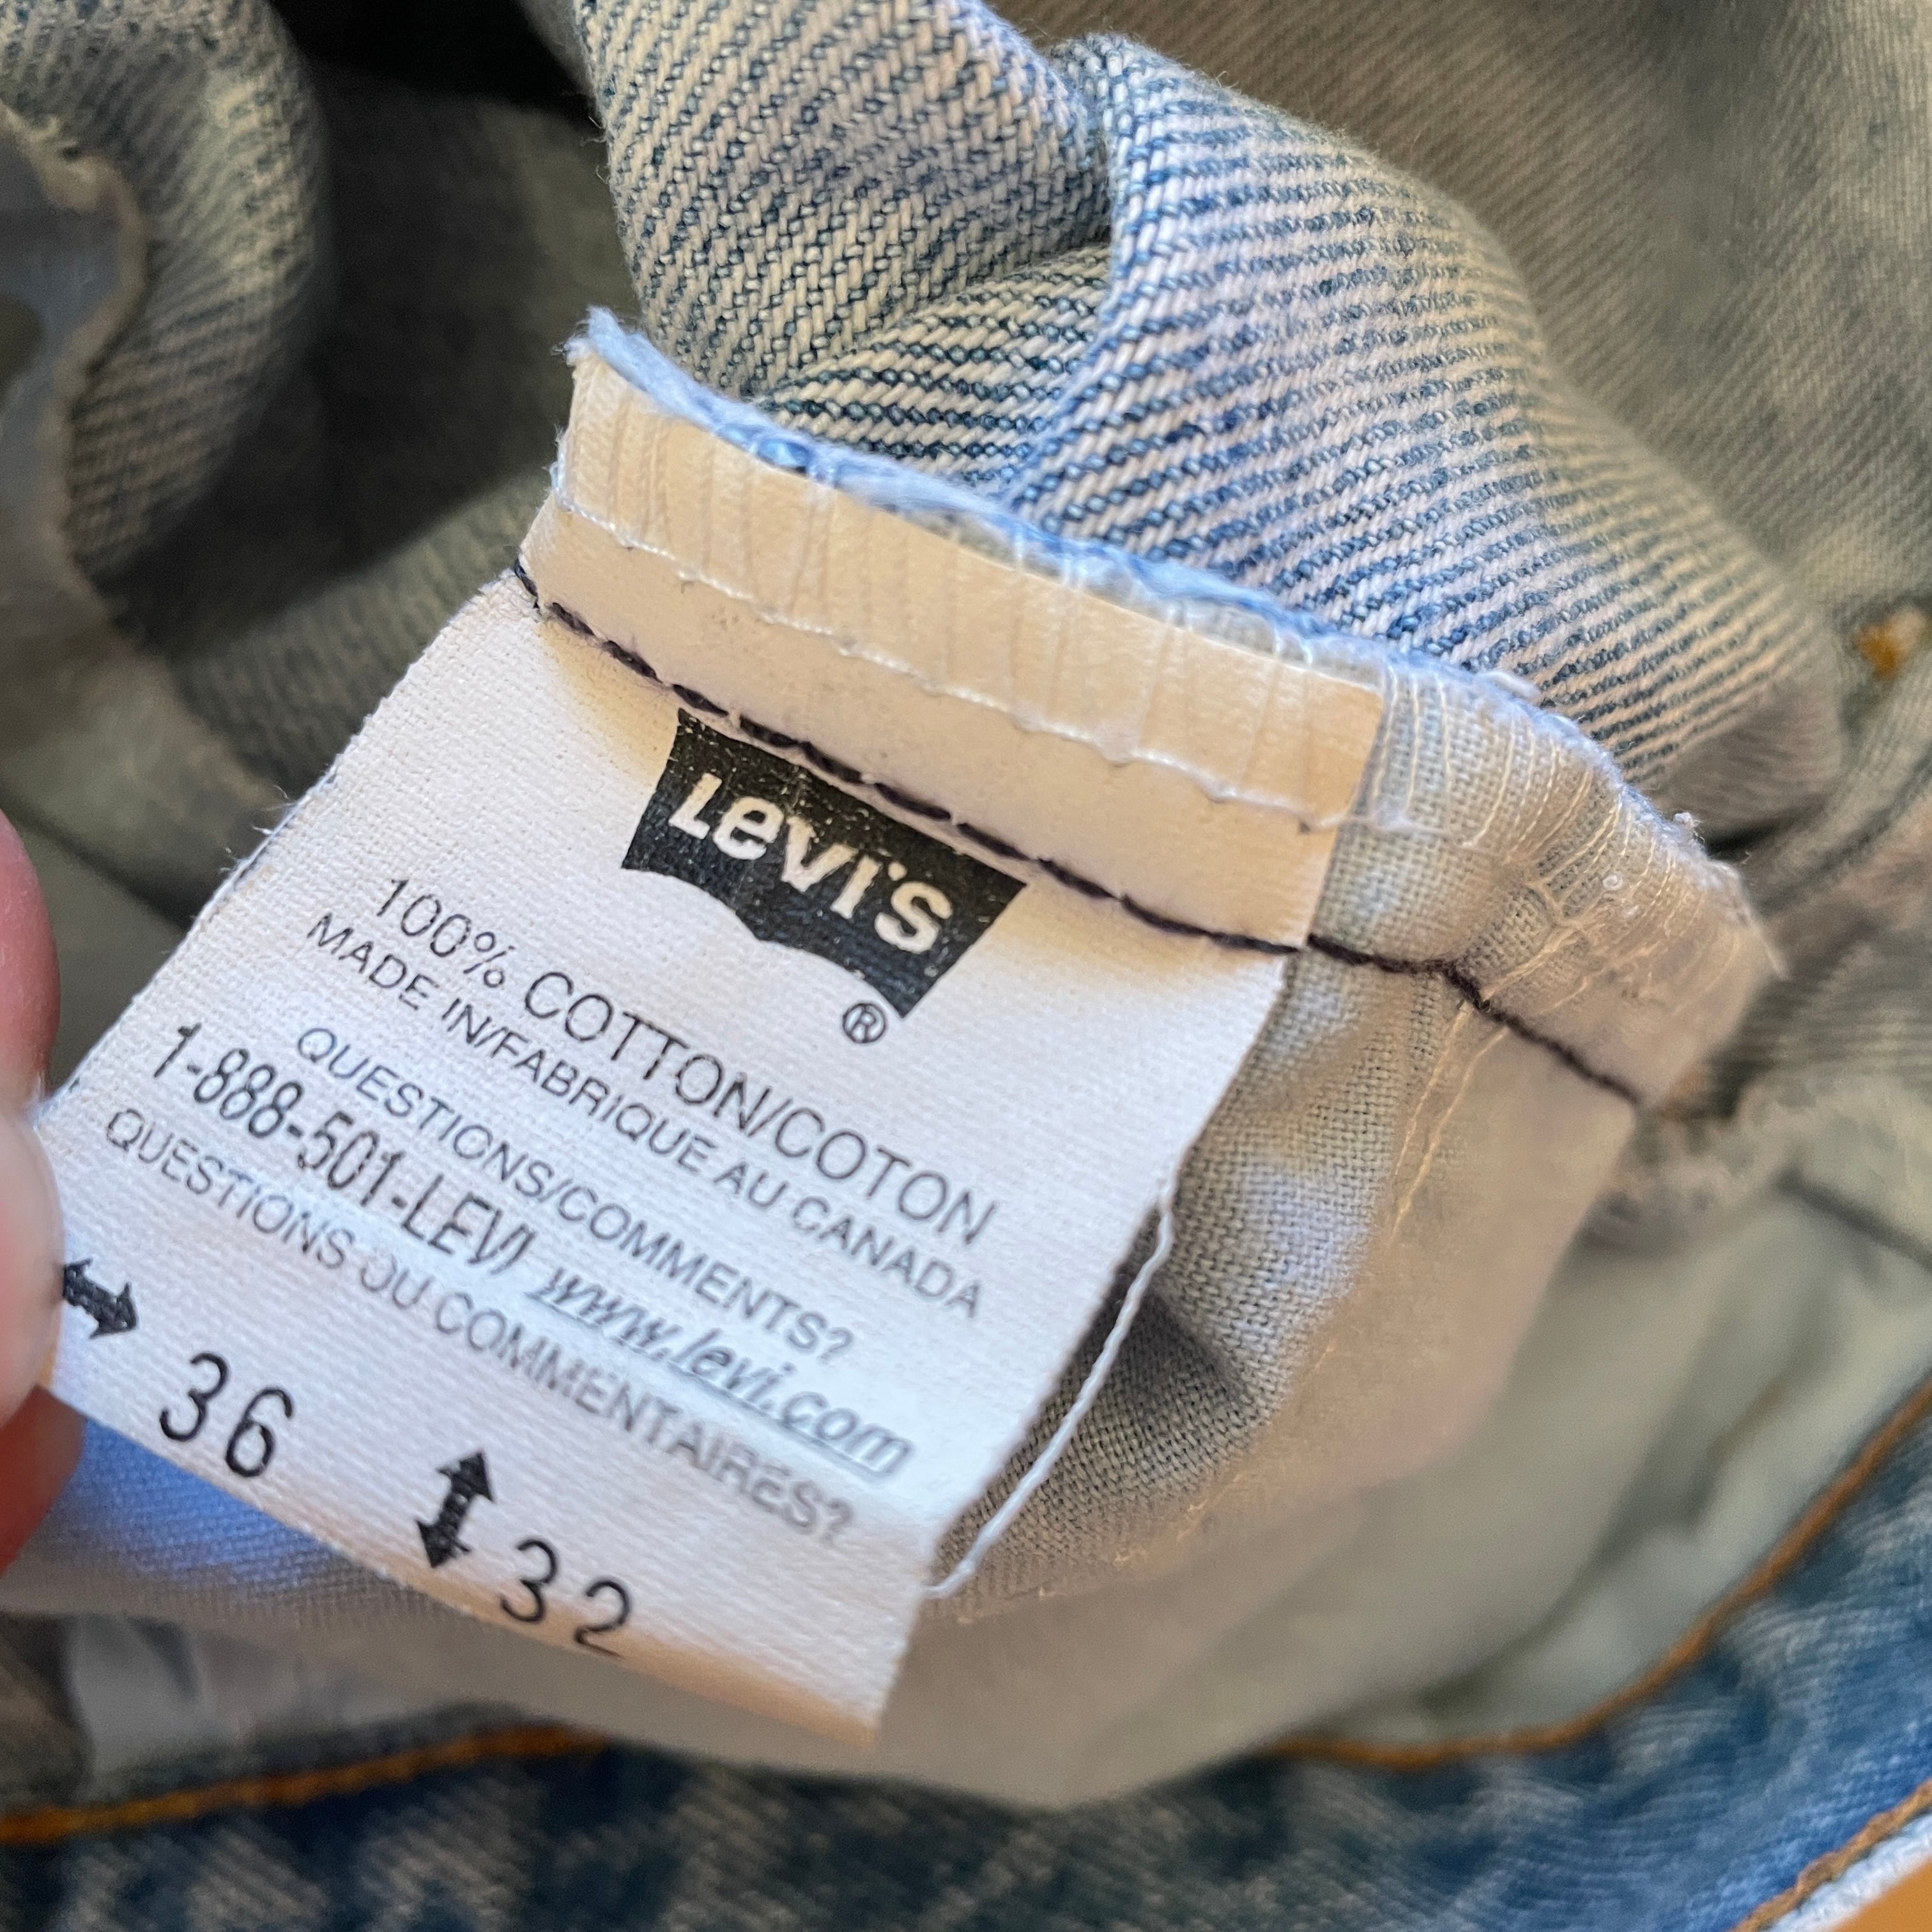 Levi's
®
100% COTTON/COTON
MADE IN/FABRIQUE AU CANADA
QUESTIONS/COMMENTS?
1-888-501-LEVI www.levi.com
QUESTIONS OU COMMENTAIRES?
↔ 36 ↕ 32